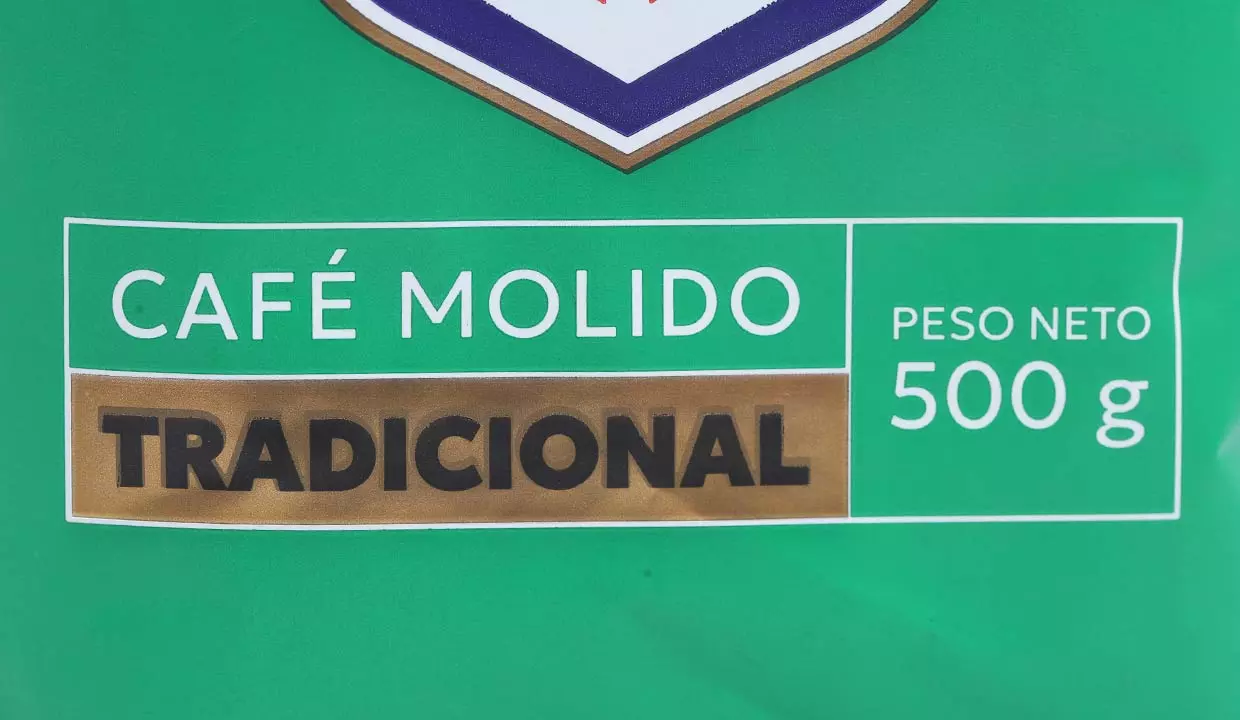 CAFÉ MOLIDO
TRADICIONAL
PESO NETO
500 g